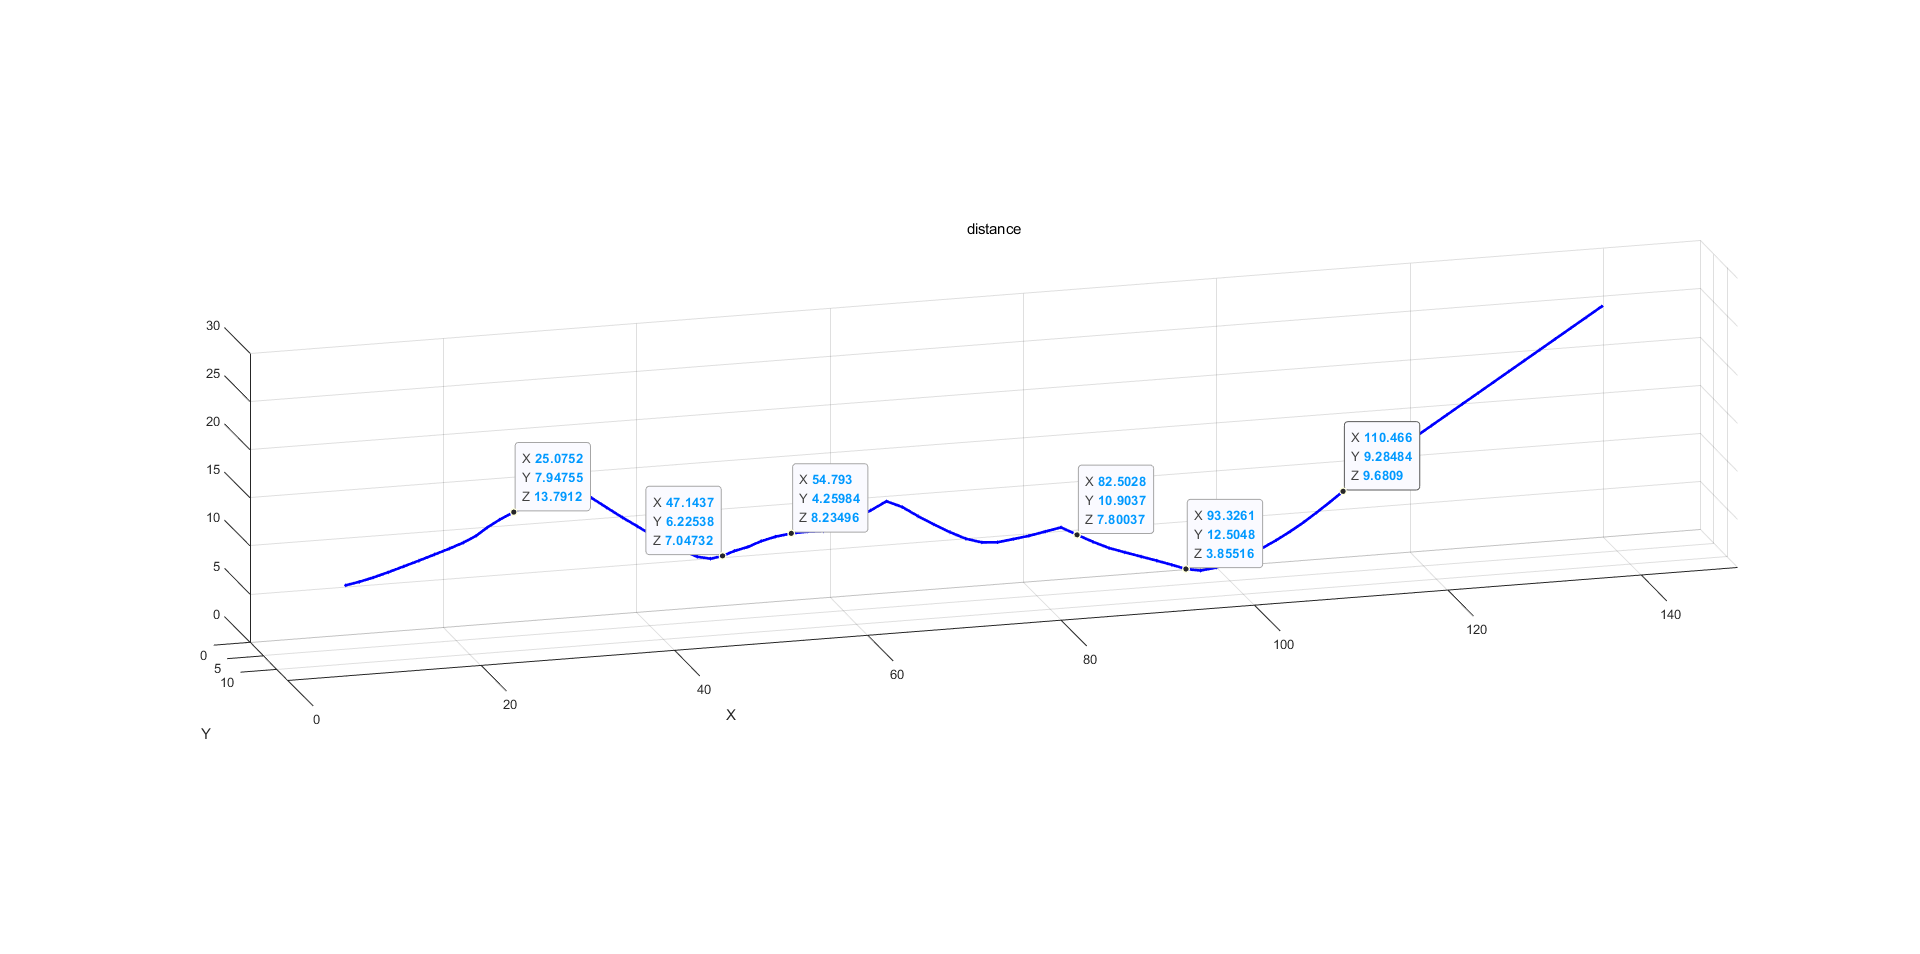 distance
30
25
20
15
10
5
0
0
5
10
Y
X 25.0752
Y 7.94755
Z 13.7912
X 47.1437
Y 6.22538
Z 7.04732
X 54.793
Y 4.25984
Z 8.23496
X 82.5028
Y 10.9037
Z 7.80037
X 93.3261
Y 12.5048
Z 3.85516
X 110.466
Y 9.28484
Z 9.6809
0
20
40
60
80
100
120
140
X